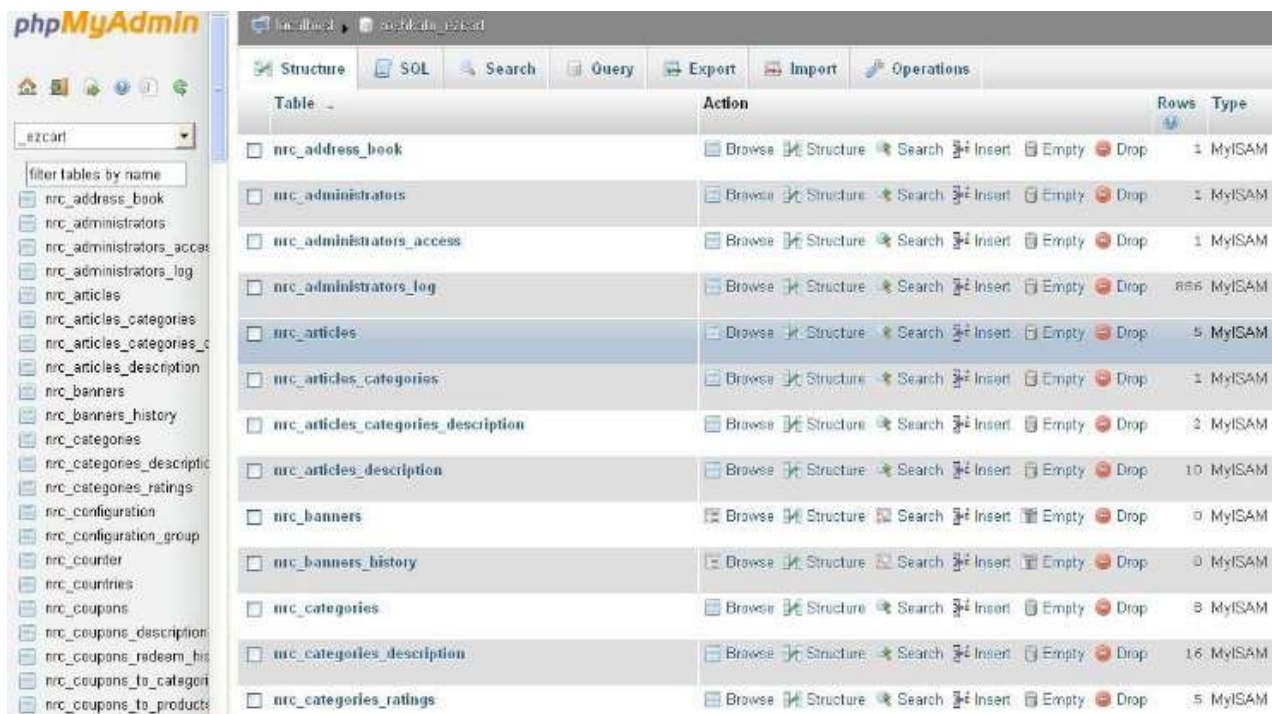 phpMyAdmin
localhost
_ezcart
filter tables by name
nrc_address_book
nrc_administrators
nrc_administrators_acces
nrc_administrators_log
nrc_articles
nrc_articles_categories
nrc_articles_categories_d
nrc_articles_description
nrc_banners
nrc_banners_history
nrc_categories
nrc_categories_descriptio
nrc_categories_ratings
nrc_configuration
nrc_configuration_group
nrc_counter
nrc_countries
nrc_coupons
nrc_coupons_description
nrc_coupons_redeem_his
nrc_coupons_to_categori
nrc_coupons_to_products
Structure SQL Search Query Export Import Operations
Table Action Rows Type
nrc_address_book Browse Structure Search Insert Empty Drop 1 MyISAM
nrc_administrators Browse Structure Search Insert Empty Drop 1 MyISAM
nrc_administrators_access Browse Structure Search Insert Empty Drop 1 MyISAM
nrc_administrators_log Browse Structure Search Insert Empty Drop 886 MyISAM
nrc_articles Browse Structure Search Insert Empty Drop 5 MyISAM
nrc_articles_categories Browse Structure Search Insert Empty Drop 1 MyISAM
nrc_articles_categories_description Browse Structure Search Insert Empty Drop 2 MyISAM
nrc_articles_description Browse Structure Search Insert Empty Drop 10 MyISAM
nrc_banners Browse Structure Search Insert Empty Drop 0 MyISAM
nrc_banners_history Browse Structure Search Insert Empty Drop 0 MyISAM
nrc_categories Browse Structure Search Insert Empty Drop 8 MyISAM
nrc_categories_description Browse Structure Search Insert Empty Drop 16 MyISAM
nrc_categories_ratings Browse Structure Search Insert Empty Drop 5 MyISAM